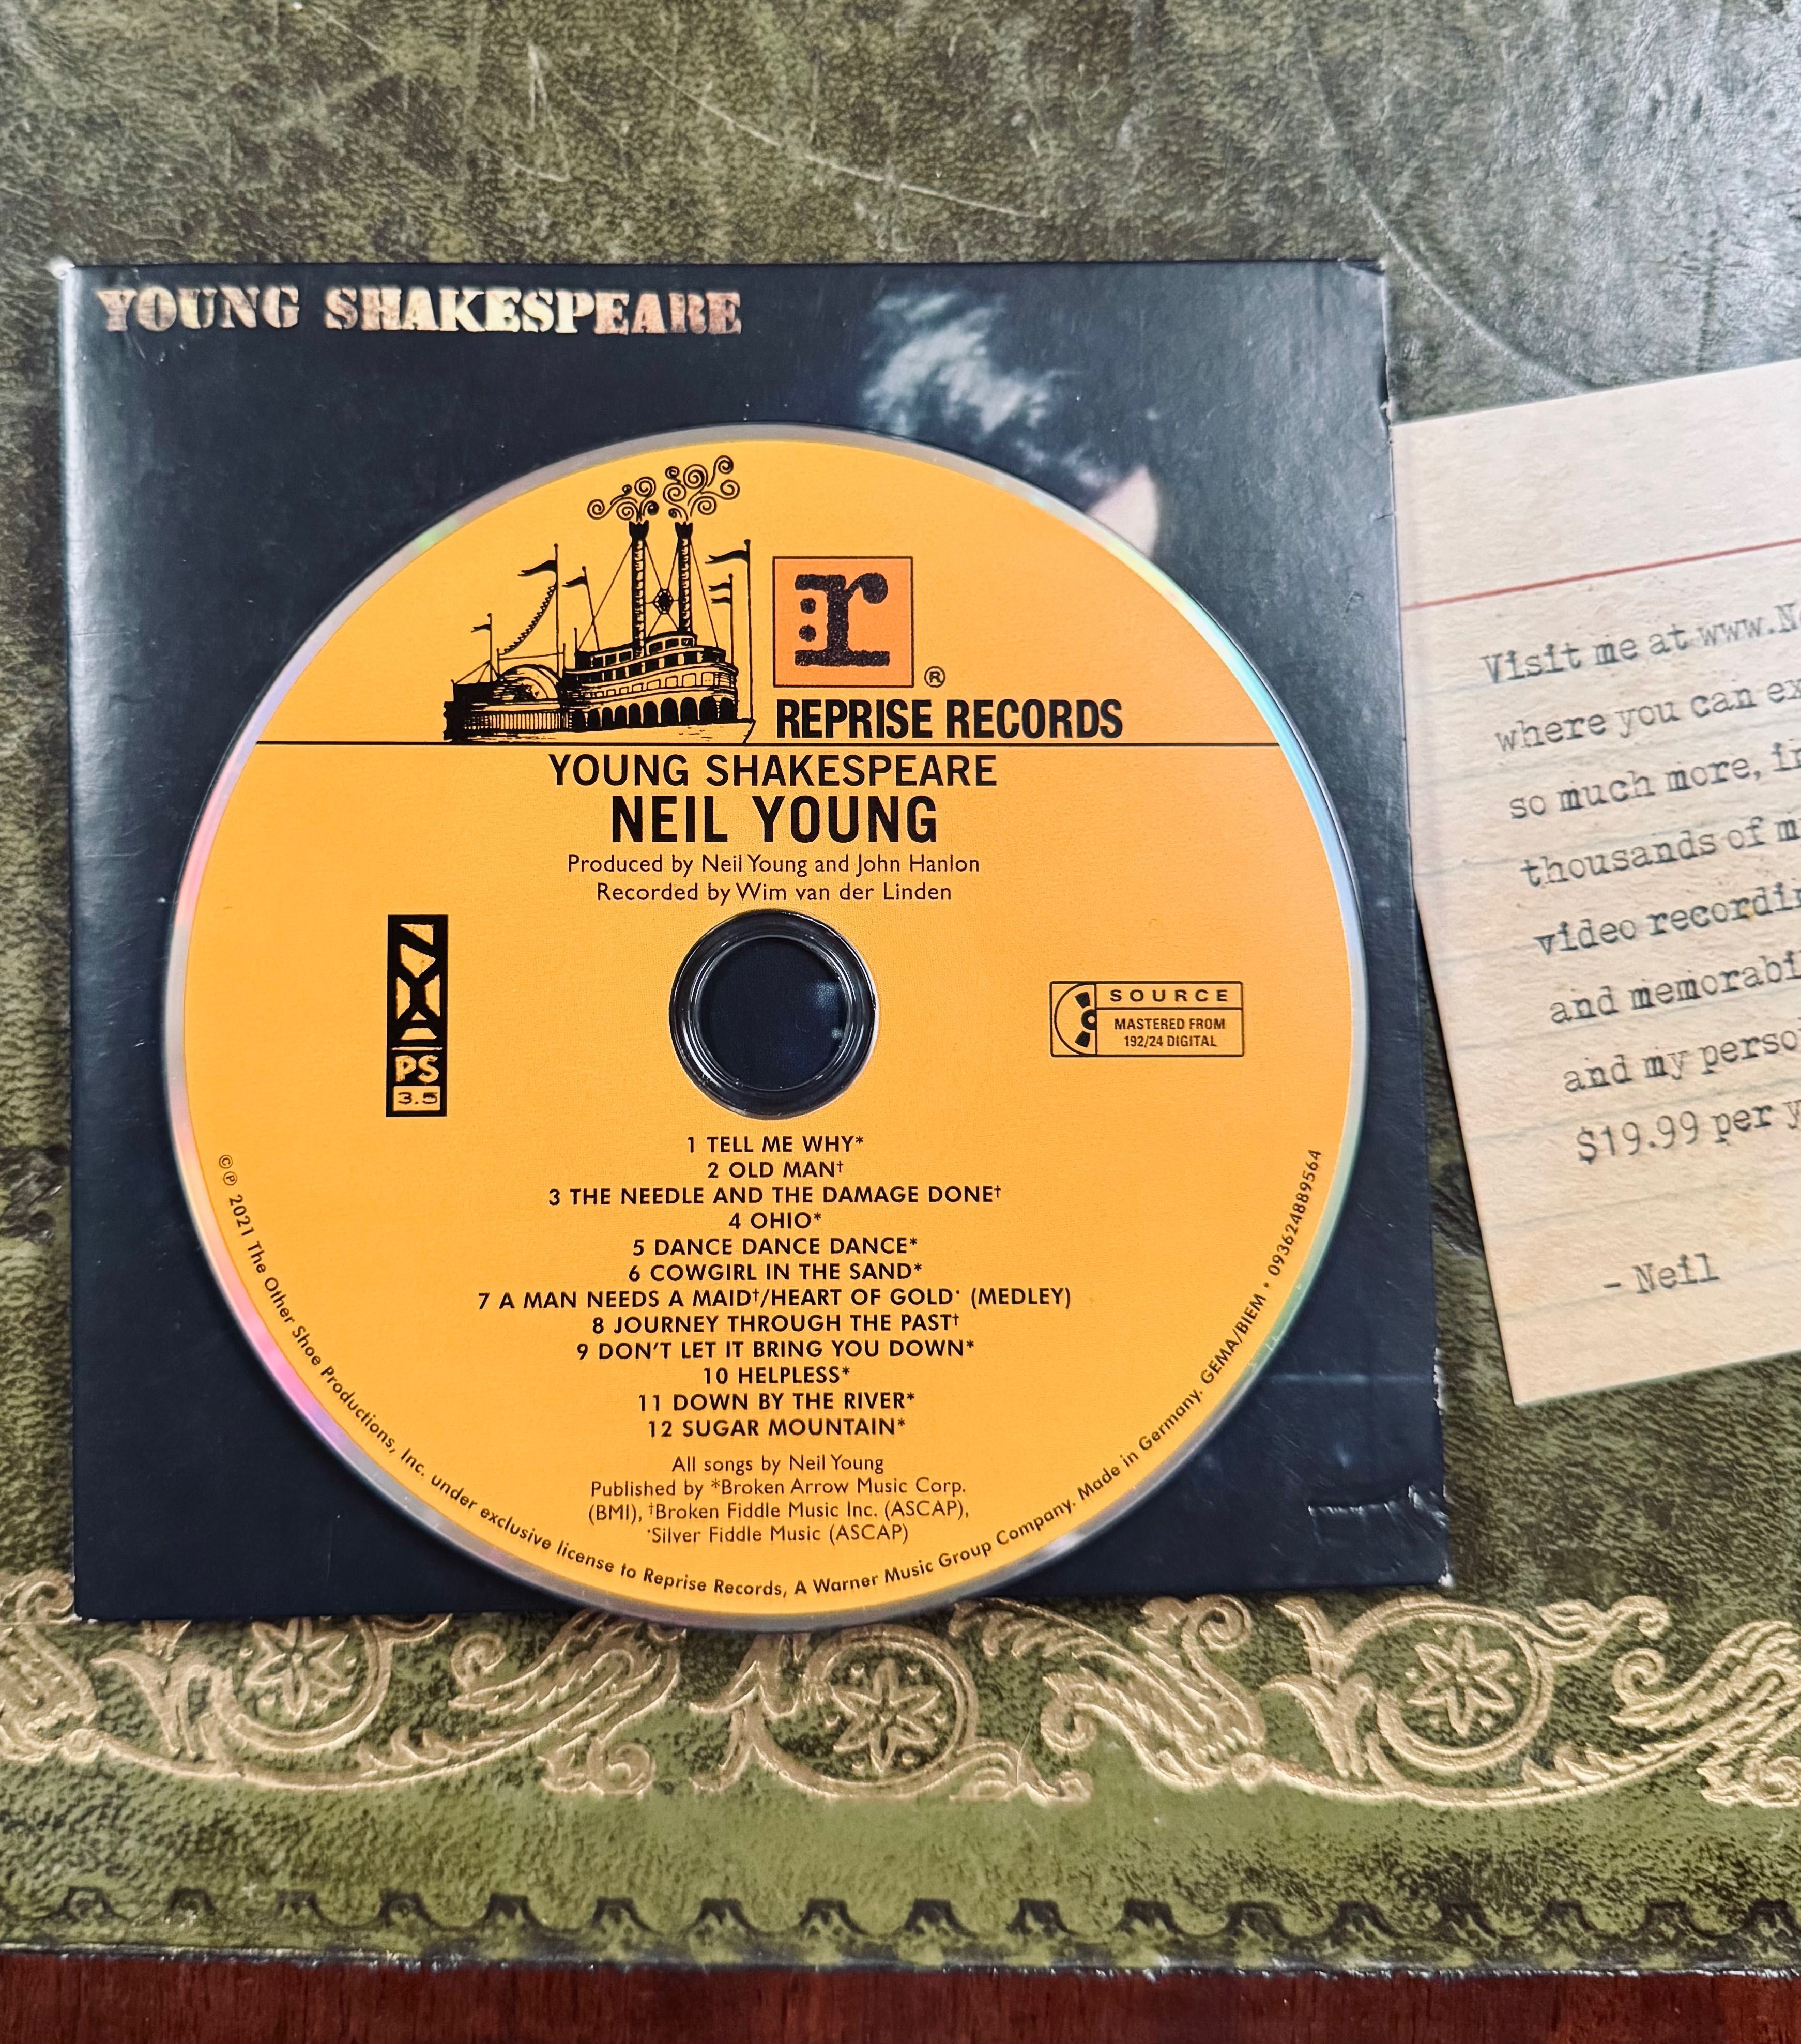 YOUNG SHAKESPEARE
r
®
REPRISE RECORDS
YOUNG SHAKESPEARE
NEIL YOUNG
Produced by Neil Young and John Hanlon
Recorded by Wim van der Linden
NYA
PS
3.5
SOURCE
MASTERED FROM
192/24 DIGITAL
1 TELL ME WHY*
2 OLD MAN†
3 THE NEEDLE AND THE DAMAGE DONE†
4 OHIO*
5 DANCE DANCE DANCE*
6 COWGIRL IN THE SAND*
7 A MAN NEEDS A MAID†/HEART OF GOLD• (MEDLEY)
8 JOURNEY THROUGH THE PAST†
9 DON'T LET IT BRING YOU DOWN*
10 HELPLESS*
11 DOWN BY THE RIVER*
12 SUGAR MOUNTAIN*
All songs by Neil Young
Published by *Broken Arrow Music Corp.
(BMI), †Broken Fiddle Music Inc. (ASCAP),
•Silver Fiddle Music (ASCAP)
©℗ 2021 The Other Shoe Productions, Inc. under exclusive license to Reprise Records, A Warner Music Group Company. Made in Germany. GEMA/BIEM • 093624889564
Visit me at www.
where you can
so much more,
thousands of
video
and
and my
$19.99 per
– Neil